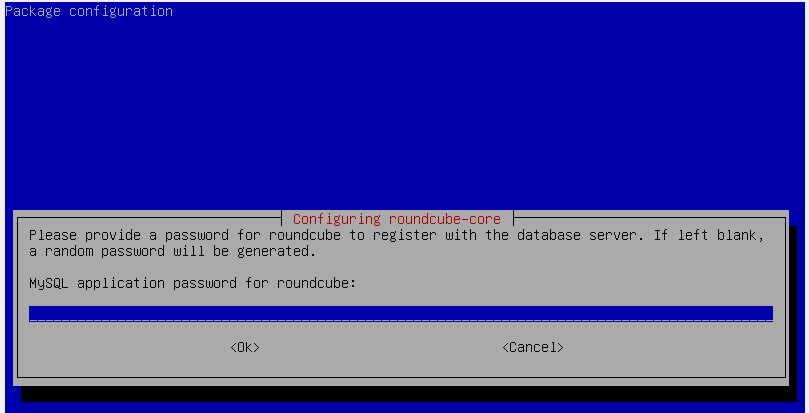 Package configuration
Configuring roundcube-core
Please provide a password for roundcube to register with the database server. If left blank,
a random password will be generated.
MySQL application password for roundcube:
<Ok> <Cancel>